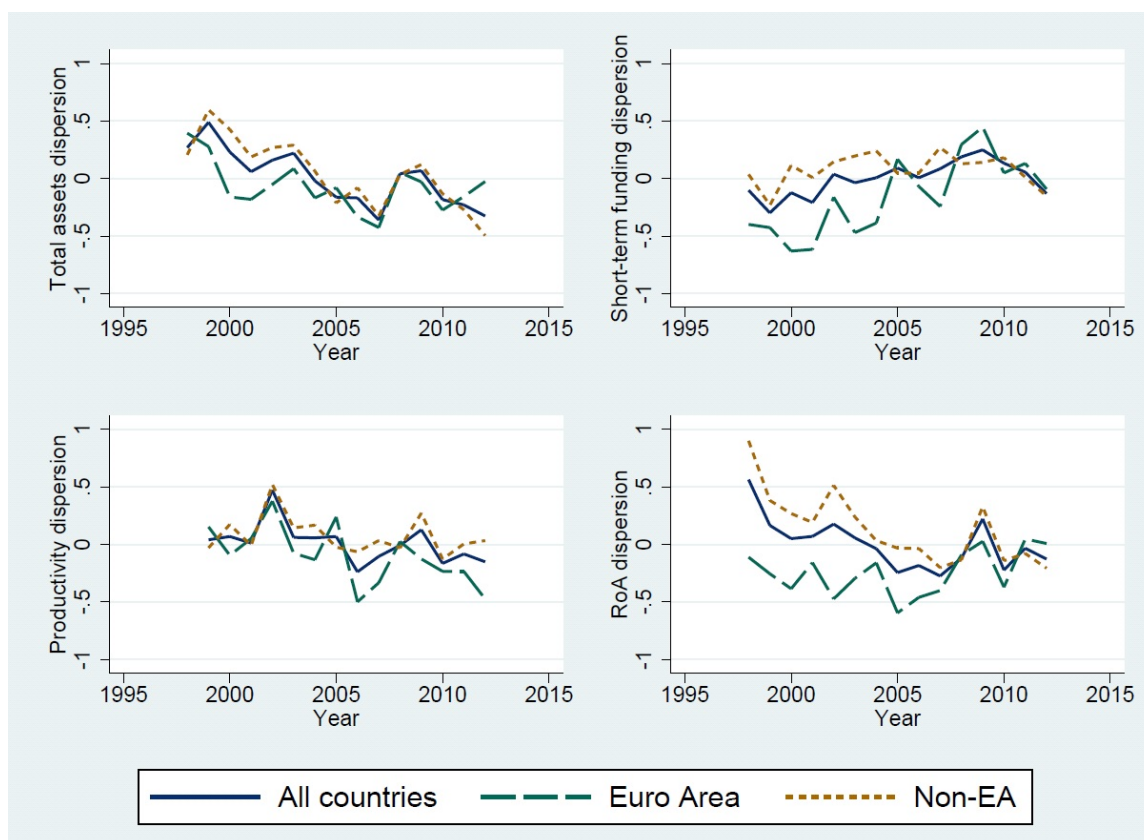 Total assets dispersion
1
.5
0
-.5
-1
1995 2000 2005 2010 2015
Year
Short-term funding dispersion
1
.5
0
-.5
-1
1995 2000 2005 2010 2015
Year
Productivity dispersion
1
.5
0
-.5
-1
1995 2000 2005 2010 2015
Year
RoA dispersion
1
.5
0
-.5
-1
1995 2000 2005 2010 2015
Year
All countries Euro Area Non-EA